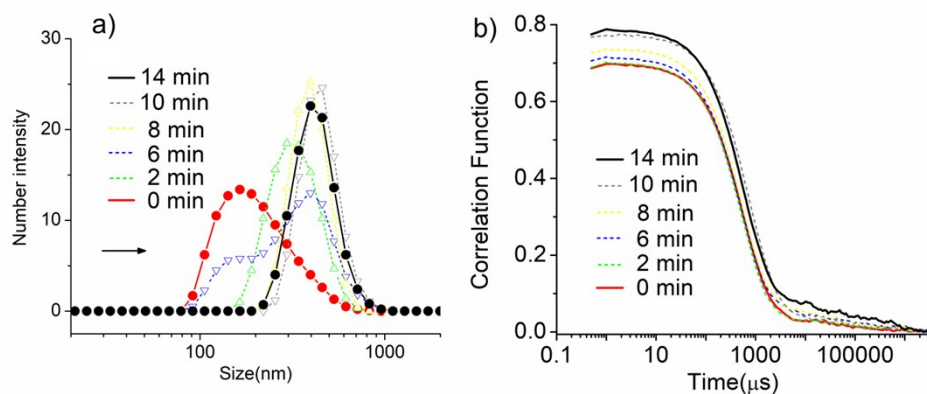 a)
Number intensity
30
20
10
0
14 min
10 min
8 min
6 min
2 min
0 min
100
1000
Size(nm)
b)
Correlation Function
0.8
0.6
0.4
0.2
0.0
14 min
10 min
8 min
6 min
2 min
0 min
0.1
10
1000
100000
Time(μs)